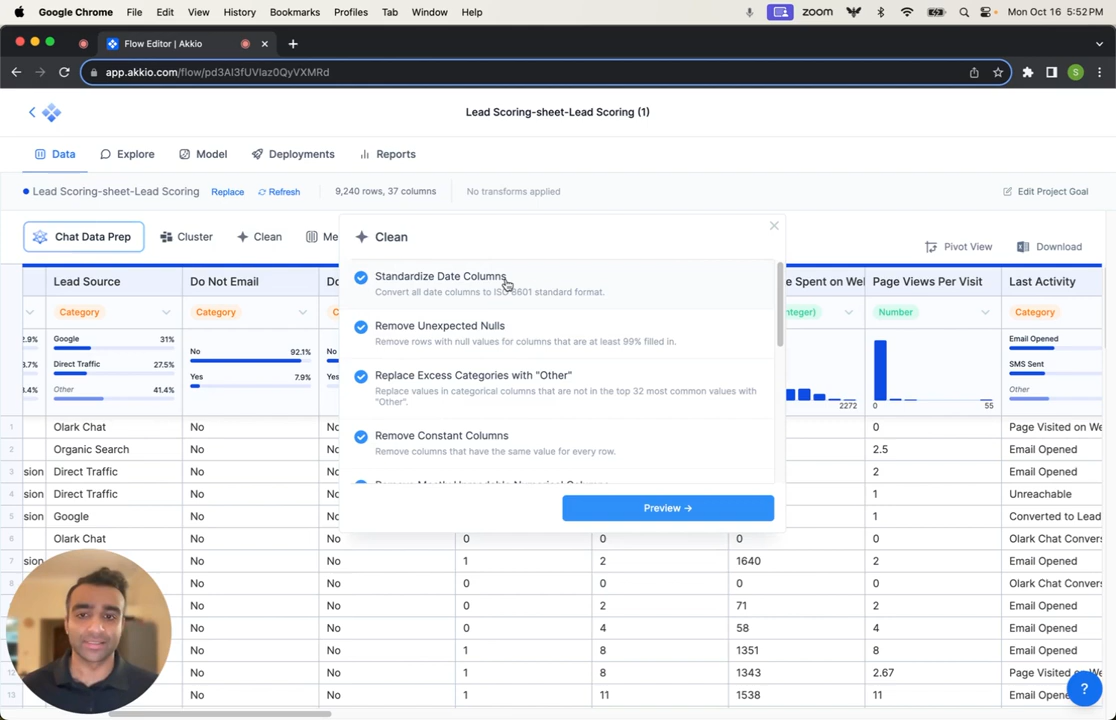 Google Chrome File Edit View History Bookmarks Profiles Tab Window Help zoom Mon Oct 16 5:52 PM
Flow Editor | Akkio
app.akkio.com/flow/pd3AI3fUVlaz0QyVXMRd S
Lead Scoring-sheet-Lead Scoring (1)
Data Explore Model Deployments Reports
Lead Scoring-sheet-Lead Scoring Replace Refresh 9,240 rows, 37 columns No transforms applied Edit Project Goal
Chat Data Prep Cluster Clean Me Clean Pivot View Download
Lead Source Do Not Email Do e Spent on Wel Page Views Per Visit Last Activity
Category Category C nteger) Number Category
Standardize Date Columns
Convert all date columns to ISO 8601 standard format.
Remove Unexpected Nulls
Remove rows with null values for columns that are at least 99% filled in.
Replace Excess Categories with "Other"
Replace values in categorical columns that are not in the top 32 most common values with
"Other".
Remove Constant Columns
Remove columns that have the same value for every row.
Preview →
2.9% Google 31% No 92.1% No Email Opened
3.7% Direct Traffic 27.5% Yes 7.9% Yes SMS Sent
3.4% Other 41.4% Other
2272 0 55
1 Olark Chat No No 0 Page Visited on We
2 Organic Search No No 2.5 Email Opened
3 sion Direct Traffic No No 2 Email Opened
4 sion Direct Traffic No No 1 Unreachable
5 sion Google No No 1 Converted to Lead
6 Olark Chat No No 0 0 0 0 Olark Chat Convers
7 sion No No 1 2 1640 2 Email Opened
8 No No 0 0 0 0 Olark Chat Convers
No No 0 2 71 2 Email Opened
No No 0 4 58 4 Email Opened
No No 1 8 1351 8 Email Opened
12 No No 1 8 1343 2.67 Page Visited on We
13 No No 1 11 1538 11 Email Opene
?